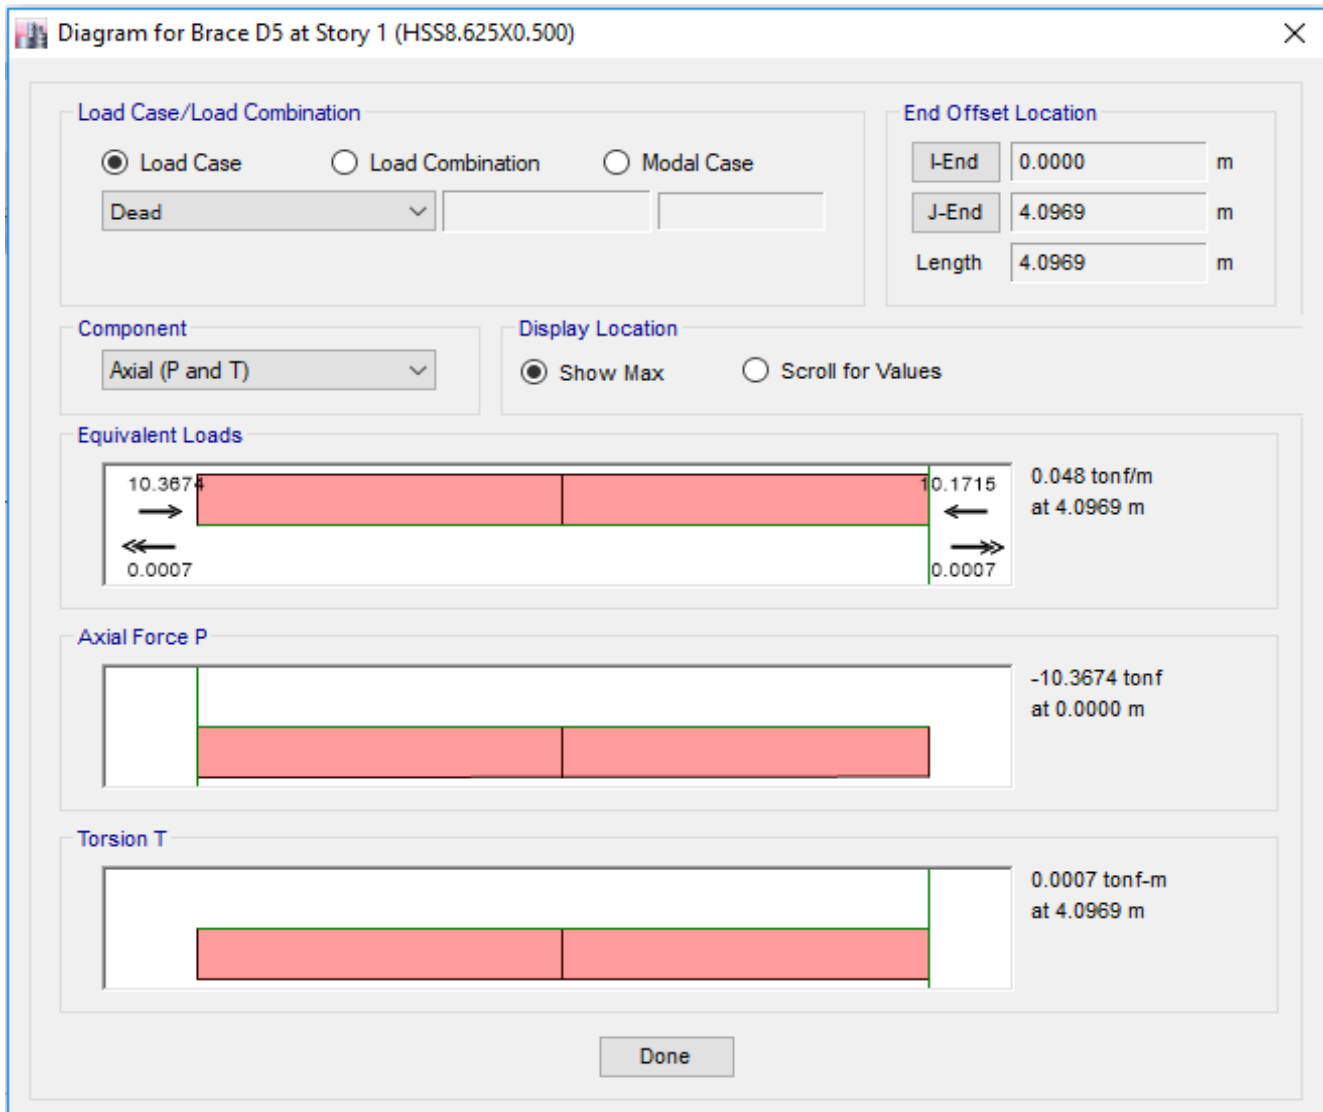 Diagram for Brace D5 at Story 1 (HSS8.625X0.500)
Load Case/Load Combination
Load Case Load Combination Modal Case
Dead
End Offset Location
I-End 0.0000 m
J-End 4.0969 m
Length 4.0969 m
Component
Axial (P and T)
Display Location
Show Max Scroll for Values
Equivalent Loads
10.3674 10.1715
0.0007 0.0007
0.048 tonf/m
at 4.0969 m
Axial Force P
-10.3674 tonf
at 0.0000 m
Torsion T
0.0007 tonf-m
at 4.0969 m
Done